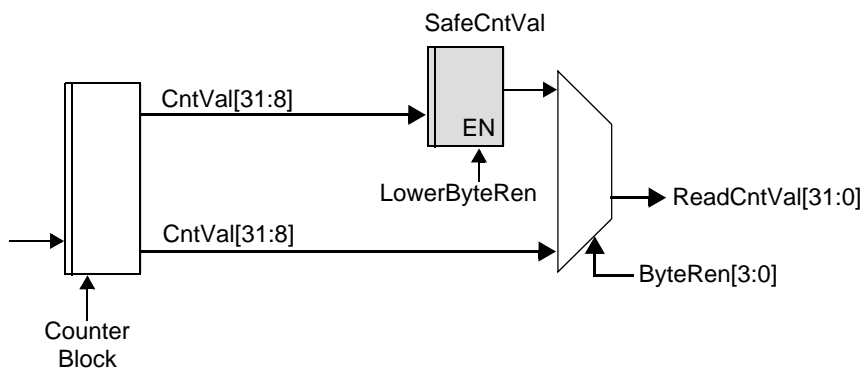 SafeCntVal
CntVal[31:8]
EN
LowerByteRen
ReadCntVal[31:0]
CntVal[31:8]
ByteRen[3:0]
Counter
Block